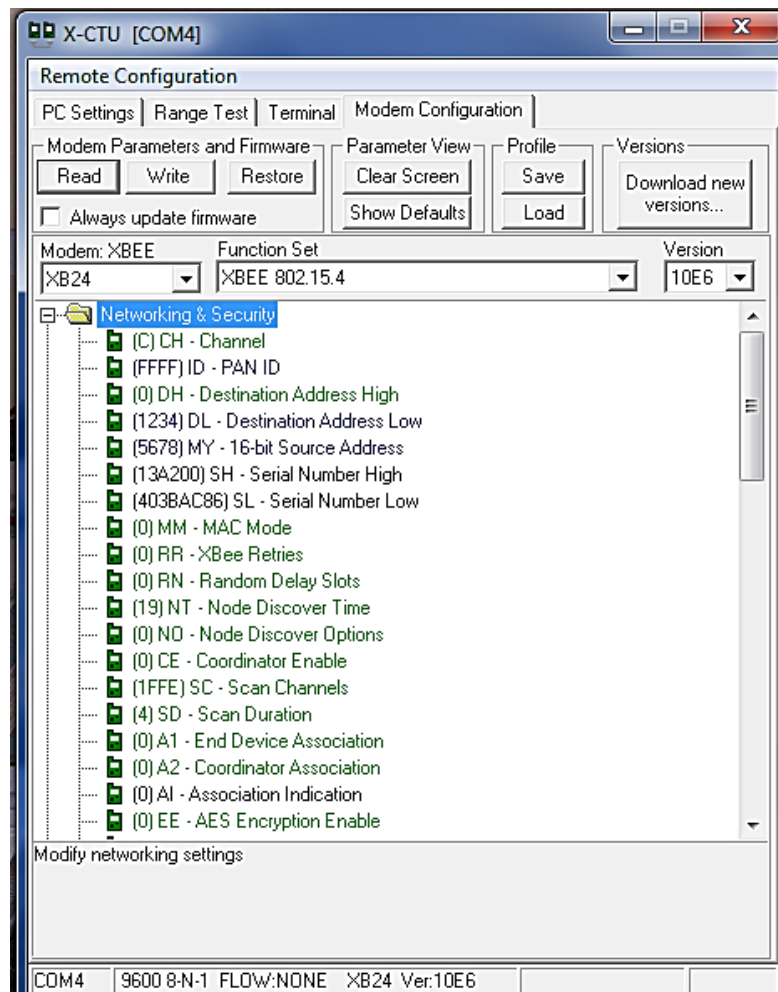 X-CTU [COM4]
Remote Configuration
PC Settings Range Test Terminal Modem Configuration
Modem Parameters and Firmware Parameter View Profile Versions
Read Write Restore Clear Screen Save Download new versions...
Always update firmware Show Defaults Load
Modem: XBEE Function Set Version
XB24 XBEE 802.15.4 10E6
Networking & Security
(C) CH - Channel
(FFFF) ID - PAN ID
(0) DH - Destination Address High
(1234) DL - Destination Address Low
(5678) MY - 16-bit Source Address
(13A200) SH - Serial Number High
(403BAC86) SL - Serial Number Low
(0) MM - MAC Mode
(0) RR - XBee Retries
(0) RN - Random Delay Slots
(19) NT - Node Discover Time
(0) NO - Node Discover Options
(0) CE - Coordinator Enable
(1FFE) SC - Scan Channels
(4) SD - Scan Duration
(0) A1 - End Device Association
(0) A2 - Coordinator Association
(0) AI - Association Indication
(0) EE - AES Encryption Enable
Modify networking settings
COM4 9600 8-N-1 FLOW:NONE XB24 Ver:10E6